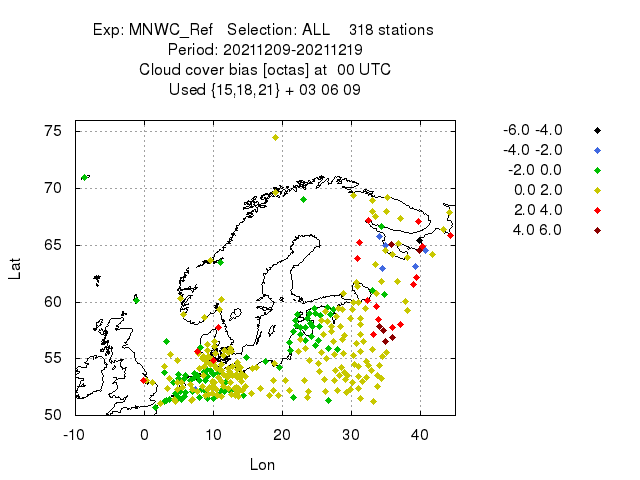 Exp: MNWC_Ref Selection: ALL 318 stations
Period: 20211209-20211219
Cloud cover bias [octas] at 00 UTC
Used {15,18,21} + 03 06 09
-6.0 -4.0
-4.0 -2.0
-2.0 0.0
0.0 2.0
2.0 4.0
4.0 6.0
75
70
65
60
55
50
Lat
-10 0 10 20 30 40
Lon